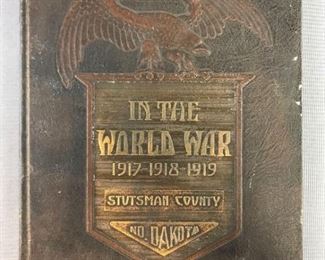 IN THE
WORLD WAR
1917-1918-1919
STUTSMAN COUNTY
NO. DAKOTA